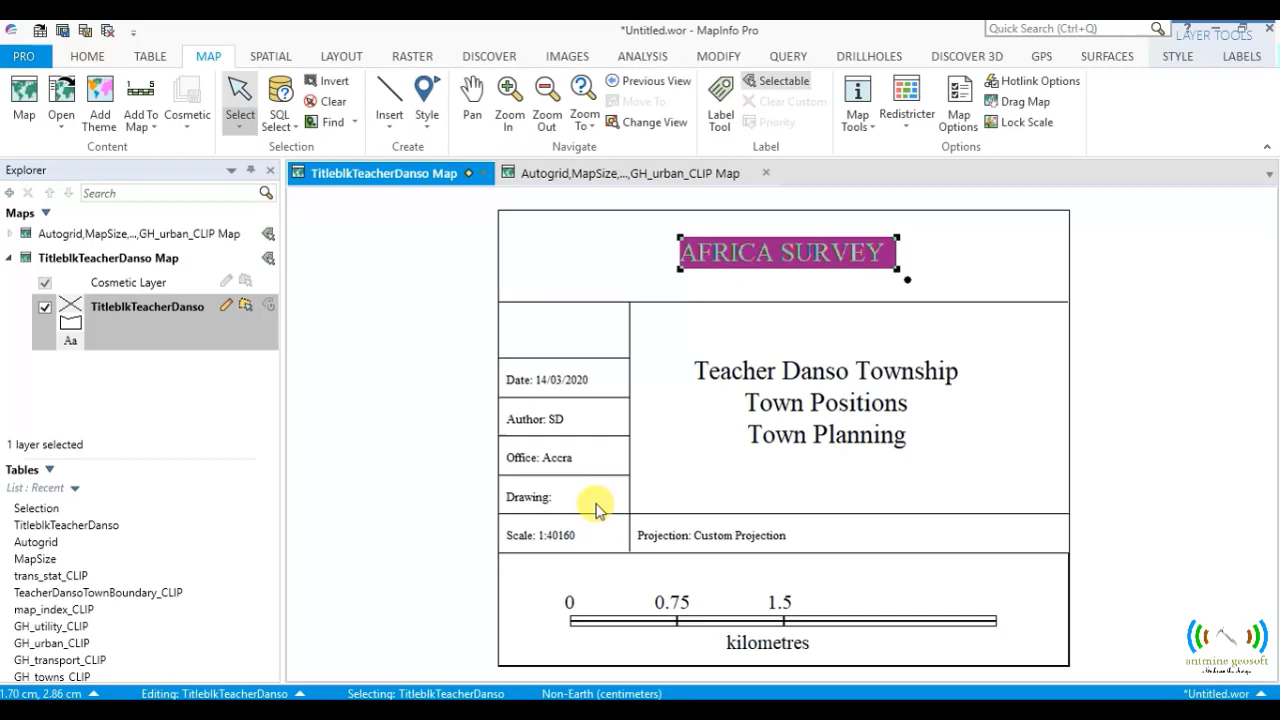 *Untitled.wor - MapInfo Pro
Quick Search (Ctrl+Q)
LAYER TOOLS
PRO HOME TABLE MAP SPATIAL LAYOUT RASTER DISCOVER IMAGES ANALYSIS MODIFY QUERY DRILLHOLES DISCOVER 3D GPS SURFACES STYLE LABELS
Map Open Add Theme Add To Map Cosmetic
Content
Select SQL Select Invert Clear Find
Selection
Insert Style
Create
Pan Zoom In Zoom Out Zoom To Previous View Move To Change View
Navigate
Label Tool Selectable Clear Custom Priority
Label
Map Tools Redistricter Map Options Hotlink Options Drag Map Lock Scale
Options
Explorer
Search
Maps
Autogrid,MapSize,...,GH_urban_CLIP Map
TitleblkTeacherDanso Map
Cosmetic Layer
TitleblkTeacherDanso
Aa
1 layer selected
Tables
List : Recent
Selection
TitleblkTeacherDanso
Autogrid
MapSize
trans_stat_CLIP
TeacherDansoTownBoundary_CLIP
map_index_CLIP
GH_utility_CLIP
GH_urban_CLIP
GH_transport_CLIP
GH_towns_CLIP
TitleblkTeacherDanso Map
Autogrid,MapSize,...,GH_urban_CLIP Map
AFRICA SURVEY
Date: 14/03/2020
Author: SD
Office: Accra
Drawing:
Scale: 1:40160
Teacher Danso Township
Town Positions
Town Planning
Projection: Custom Projection
0 0.75 1.5
kilometres
antmine geosoft
1.70 cm, 2.86 cm Editing: TitleblkTeacherDanso Selecting: TitleblkTeacherDanso Non-Earth (centimeters) *Untitled.wor